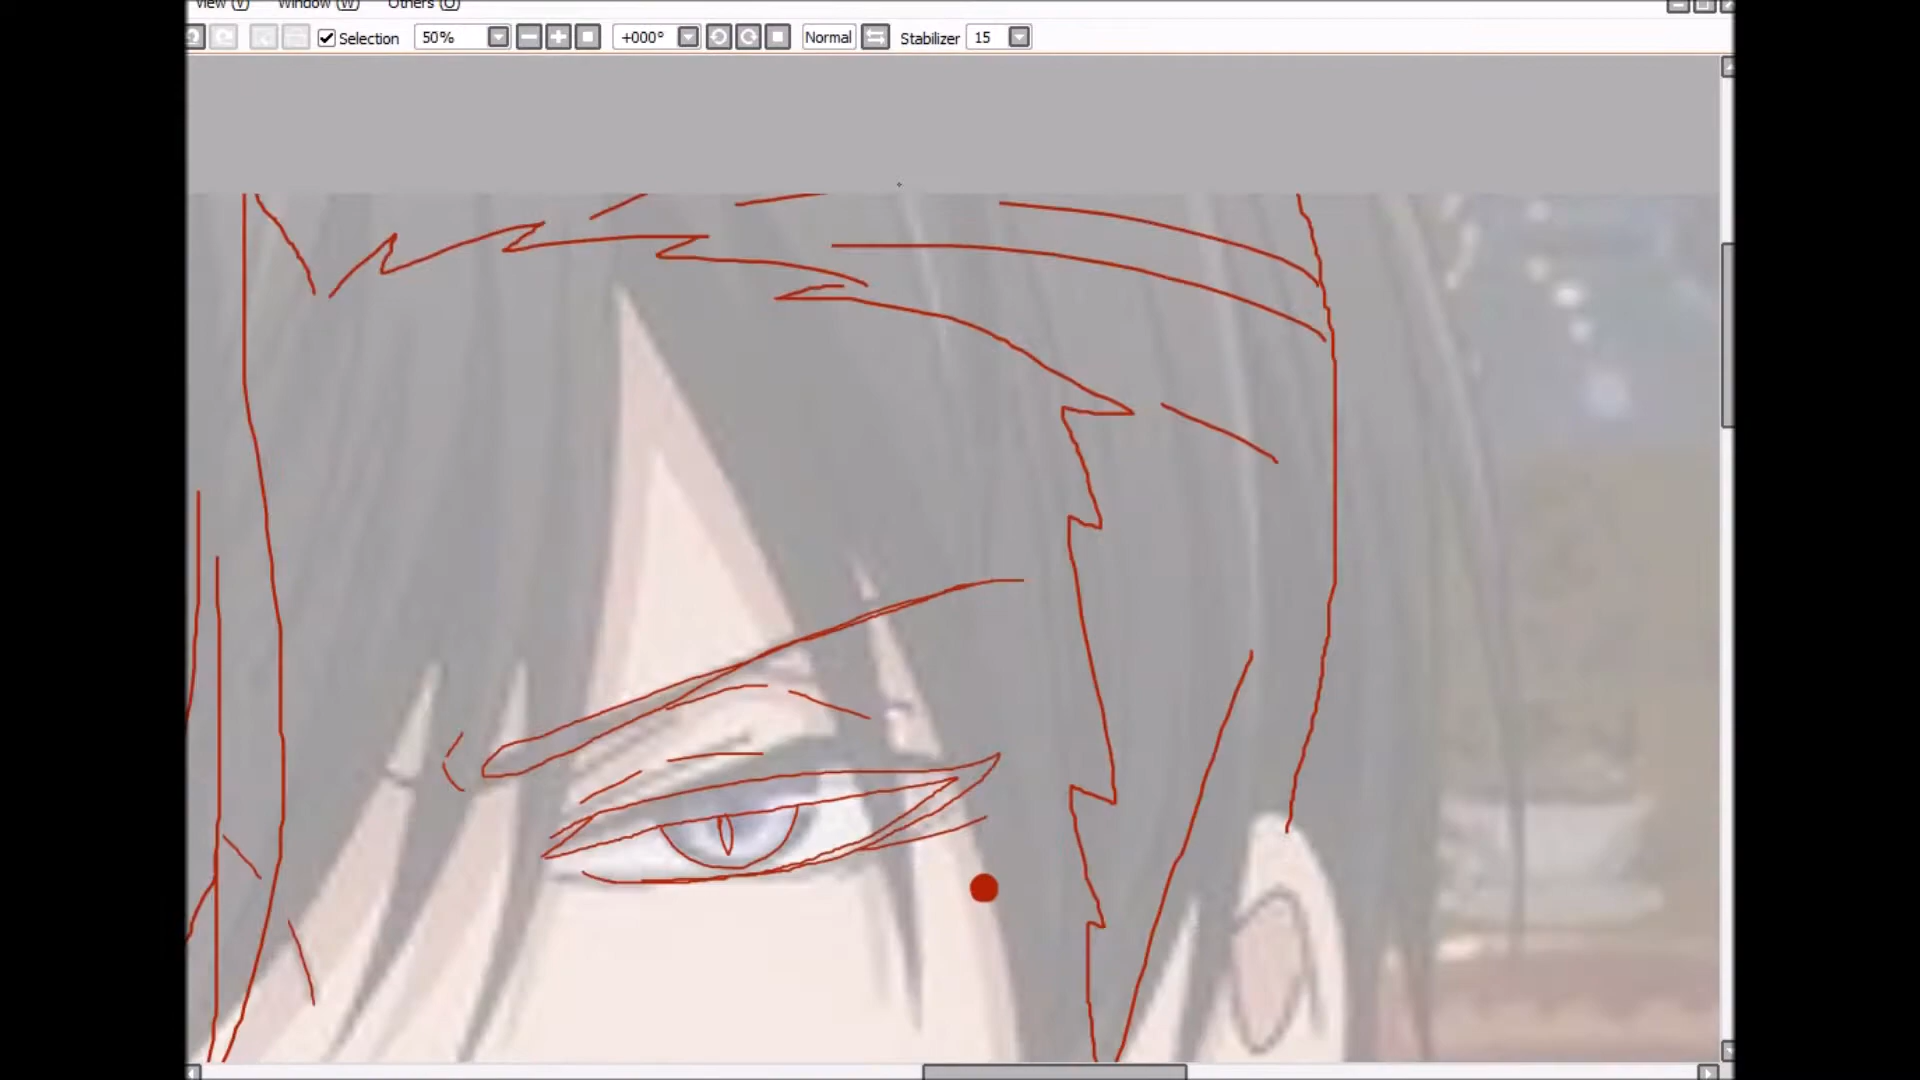 View (V) Window (W) Others (O)
Selection 50% +000° Normal Stabilizer 15